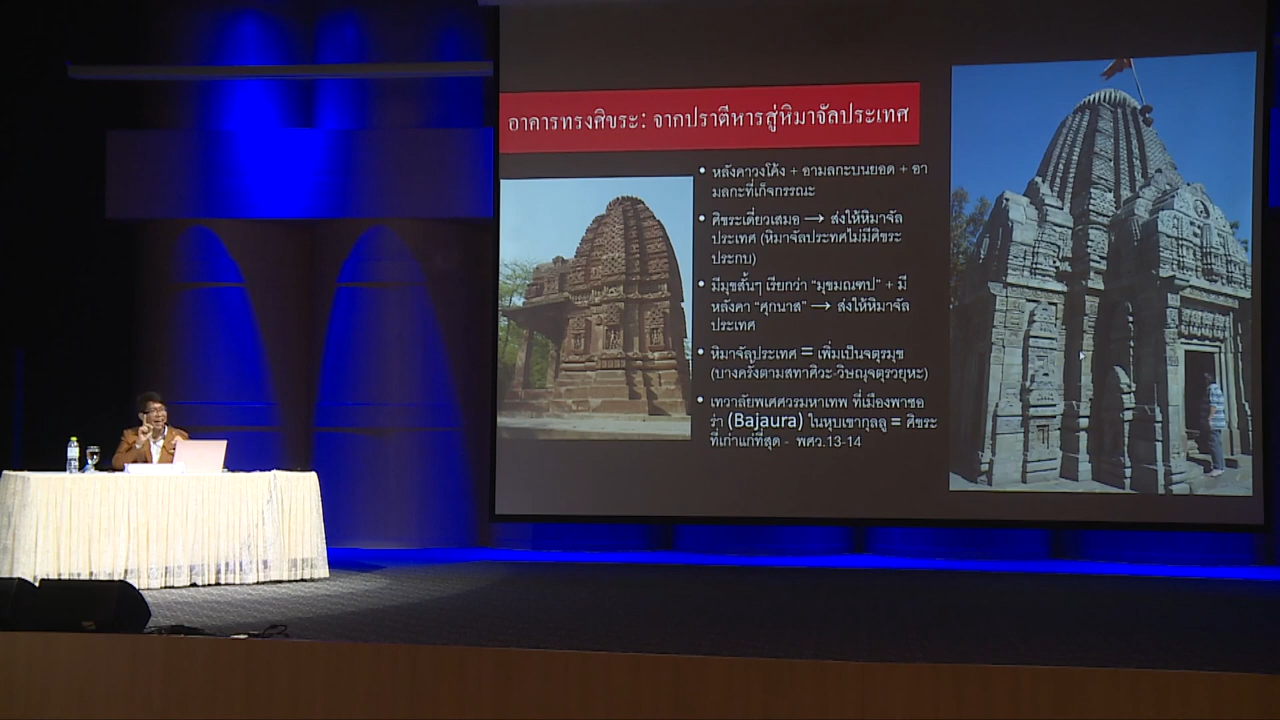 อาคารทรงศิขระ: จากปราตีหารสู่หิมาจัลประเทศ
• หลังคาวงโค้ง + อามลกะบนยอด + อา
มลกะที่เก็จกรรณะ
• ศิขระเดี่ยวเสมอ → ส่งให้หิมาจัล
ประเทศ (หิมาจัลประทศไม่มีศิขระ
ประกบ)
• มีมุขสั้นๆ เรียกว่า "มุขมณฑป" + มี
หลังคา "ศุกนาส" → ส่งให้หิมาจัล
ประเทศ
• หิมาจัลประเทศ = เพิ่มเป็นจตุรมุข
(บางครั้งตามสทาศิวะ-วิษณุจตุรวยุหะ)
• เทวาลัยพเศศวรมหาเทพ ที่เมืองพาชอ
ร่า (Bajaura) ในหุบเขากุลลู = ศิขระ
ที่เก่าแก่ที่สุด - พศว.13-14